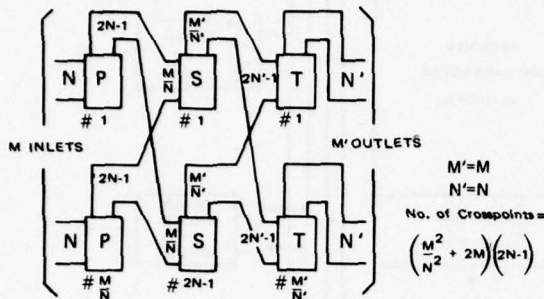 2N-1 M' N'
N P M N S 2N'-1 T N'
# 1 # 1 # 1
M INLETS M' OUTLETS
2N-1 M' N'
N P M N S 2N'-1 T N'
# M N # 2N-1 # M' N'
M'=M
N'=N
No. of Crosspoints=
(M² N² + 2M)(2N-1)